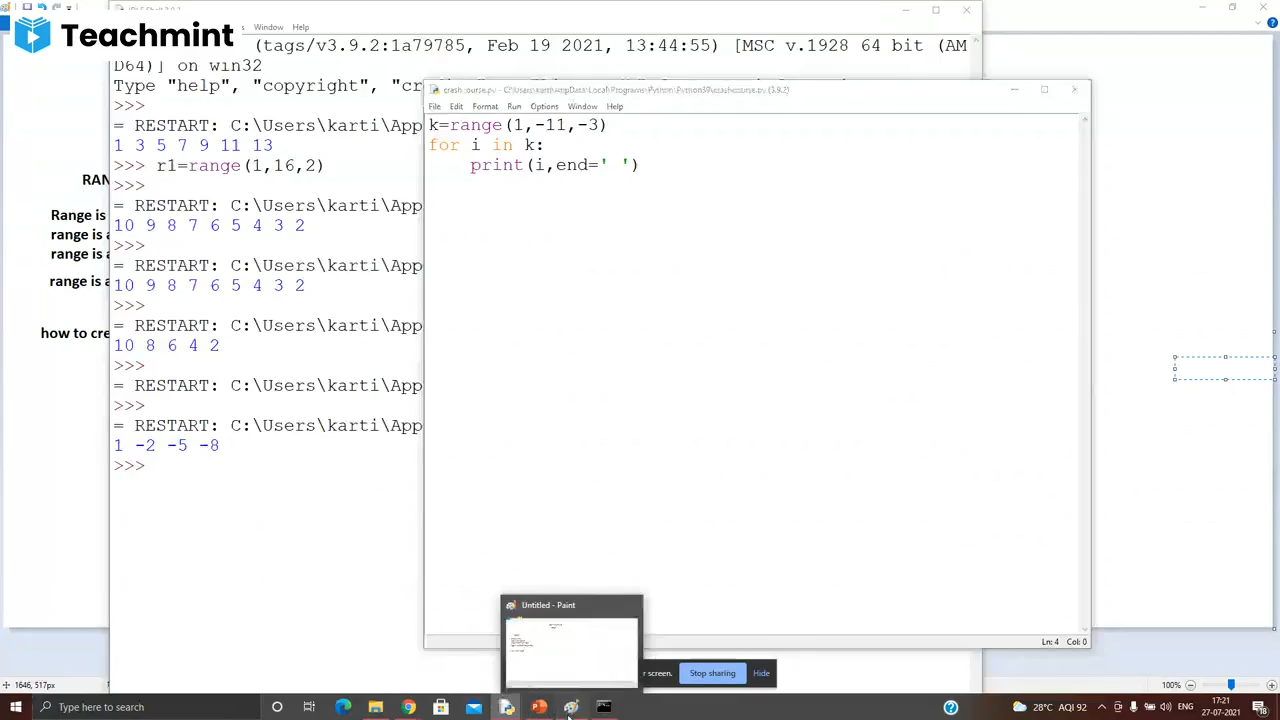 Teachmint
Window Help
(tags/v3.9.2:1a79785, Feb 19 2021, 13:44:55) [MSC v.1928 64 bit (AM
D64)] on win32
Type "help", "copyright", "cr
>>>
= RESTART: C:\Users\karti\App
1 3 5 7 9 11 13
>>> r1=range(1,16,2)
>>>
= RESTART: C:\Users\karti\App
10 9 8 7 6 5 4 3 2
>>>
= RESTART: C:\Users\karti\App
10 9 8 7 6 5 4 3 2
>>>
= RESTART: C:\Users\karti\App
10 8 6 4 2
>>>
= RESTART: C:\Users\karti\App
>>>
= RESTART: C:\Users\karti\App
1 -2 -5 -8
>>>
RAN
Range is
range is a
range is a
range is a
how to cre
File Edit Format Run Options Window Help
k=range(1,-11,-3)
for i in k:
print(i,end=' ')
Ln: 4 Col: 0
Untitled - Paint
r screen.
Stop sharing
Hide
517px
100%
Type here to search
28°C AQI 92
ENG
17:21
27-07-2021